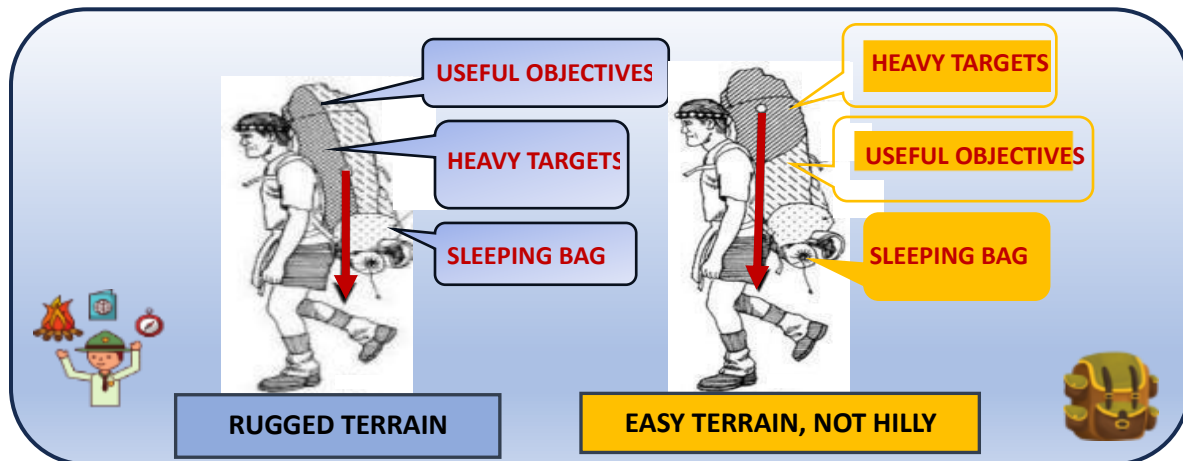 USEFUL OBJECTIVES
HEAVY TARGETS
SLEEPING BAG
RUGGED TERRAIN
HEAVY TARGETS
USEFUL OBJECTIVES
SLEEPING BAG
EASY TERRAIN, NOT HILLY